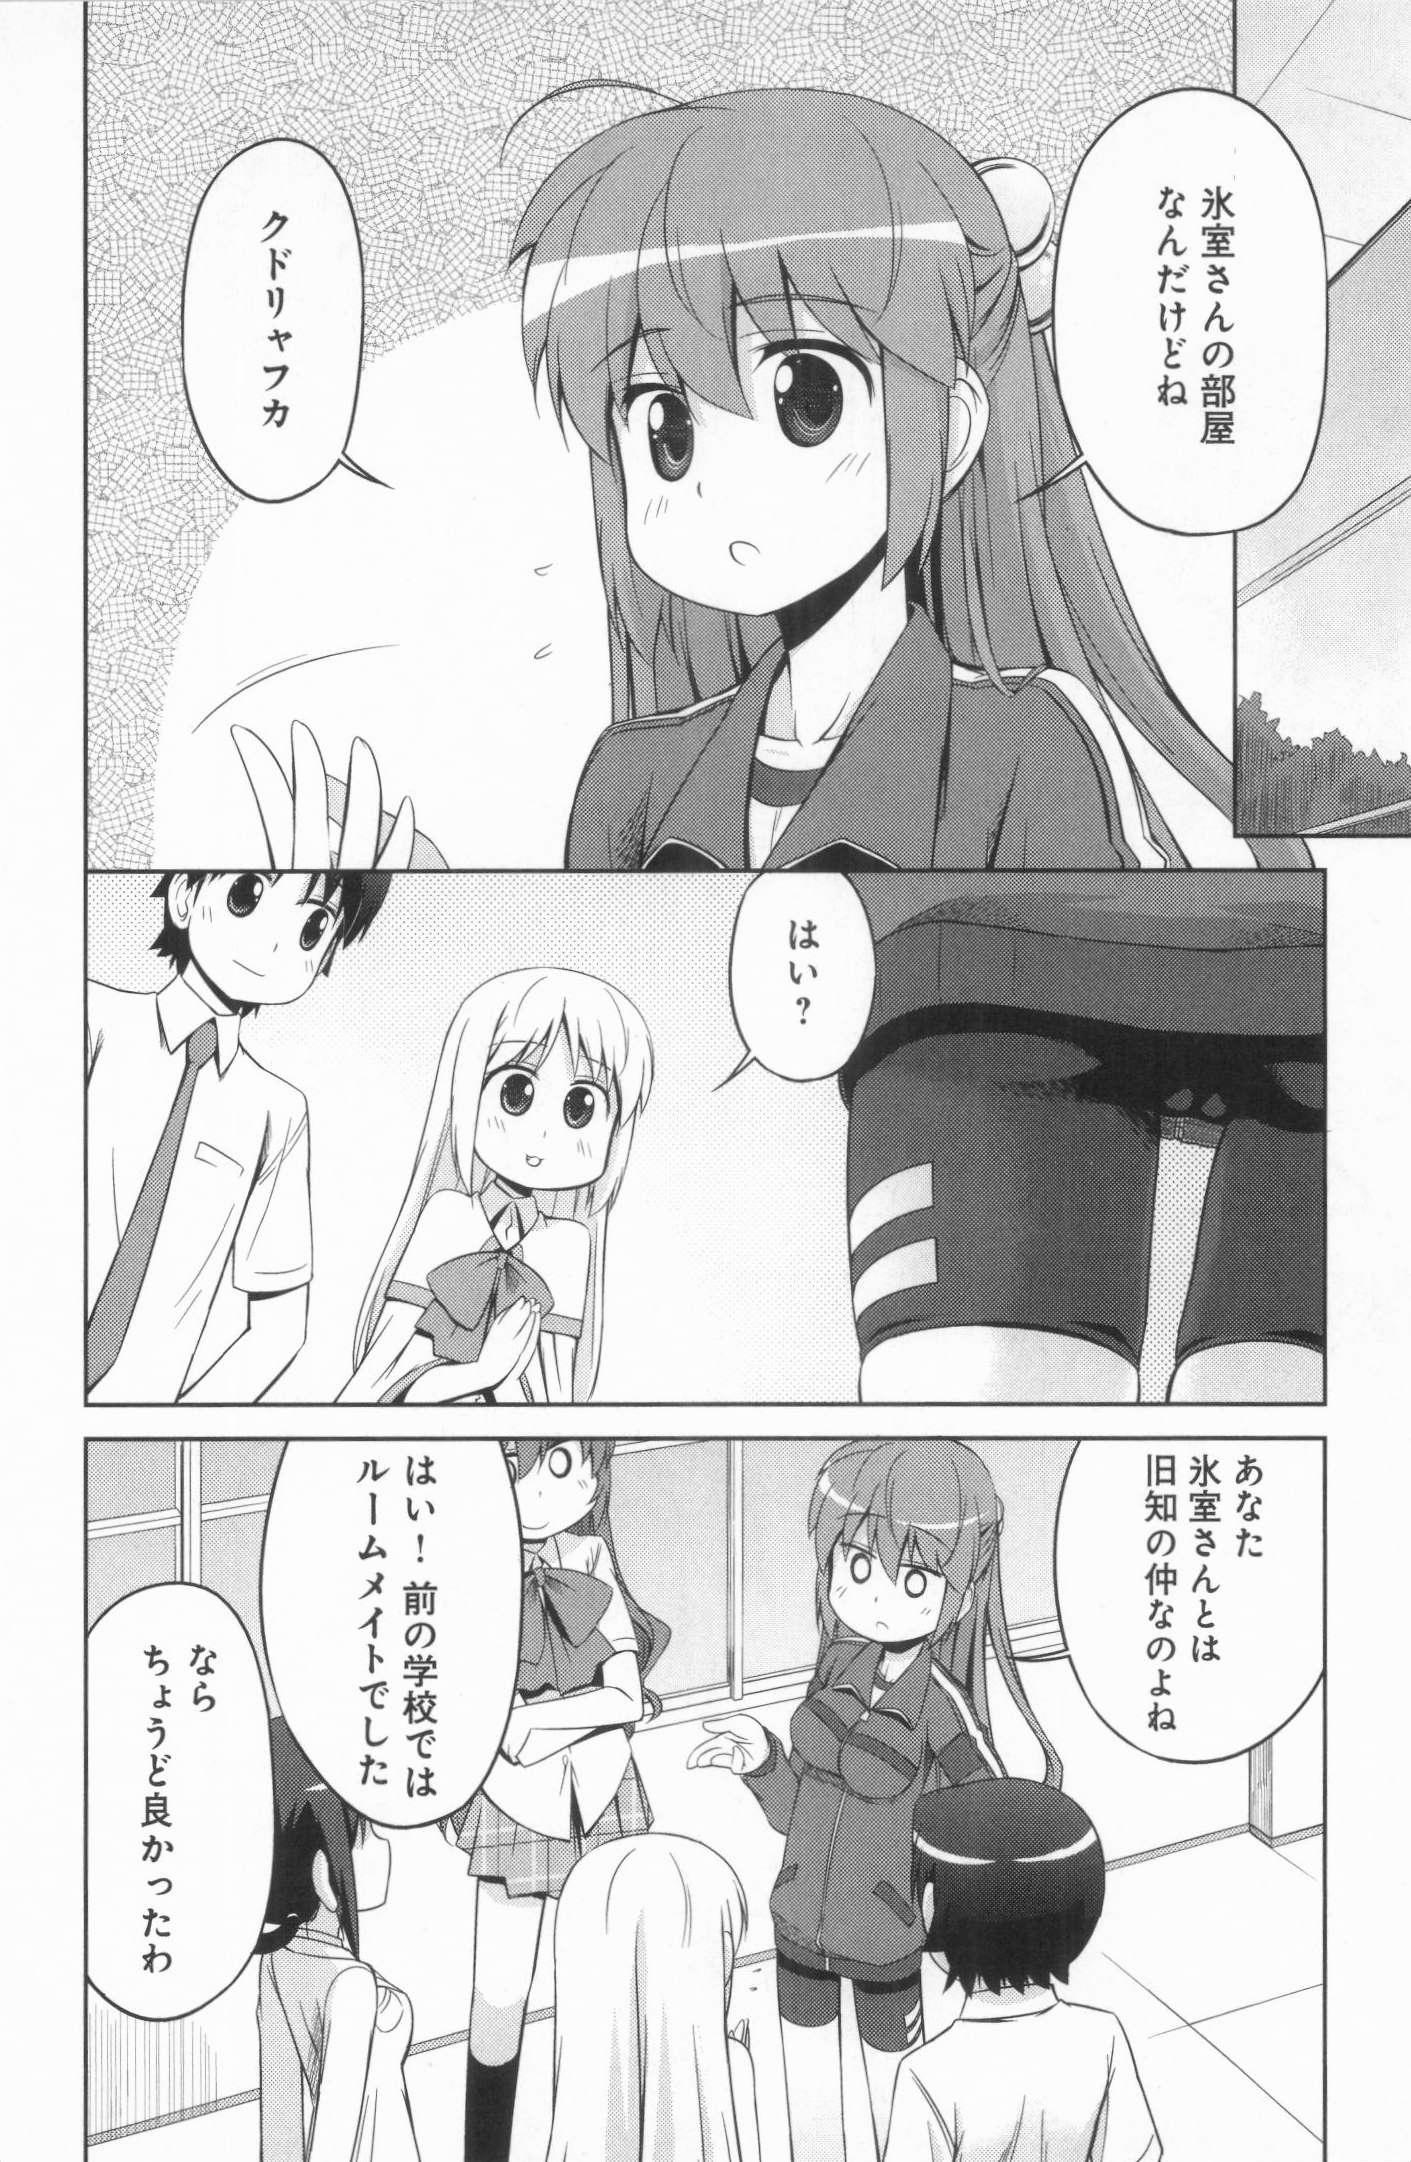 氷室さんの部屋
なんだけどね
クドリャフカ
はい?
あなた
氷室さんとは
旧知の仲なのよね
はい! 前の学校では
ルームメイトでした
なら
ちょうど良かったわ